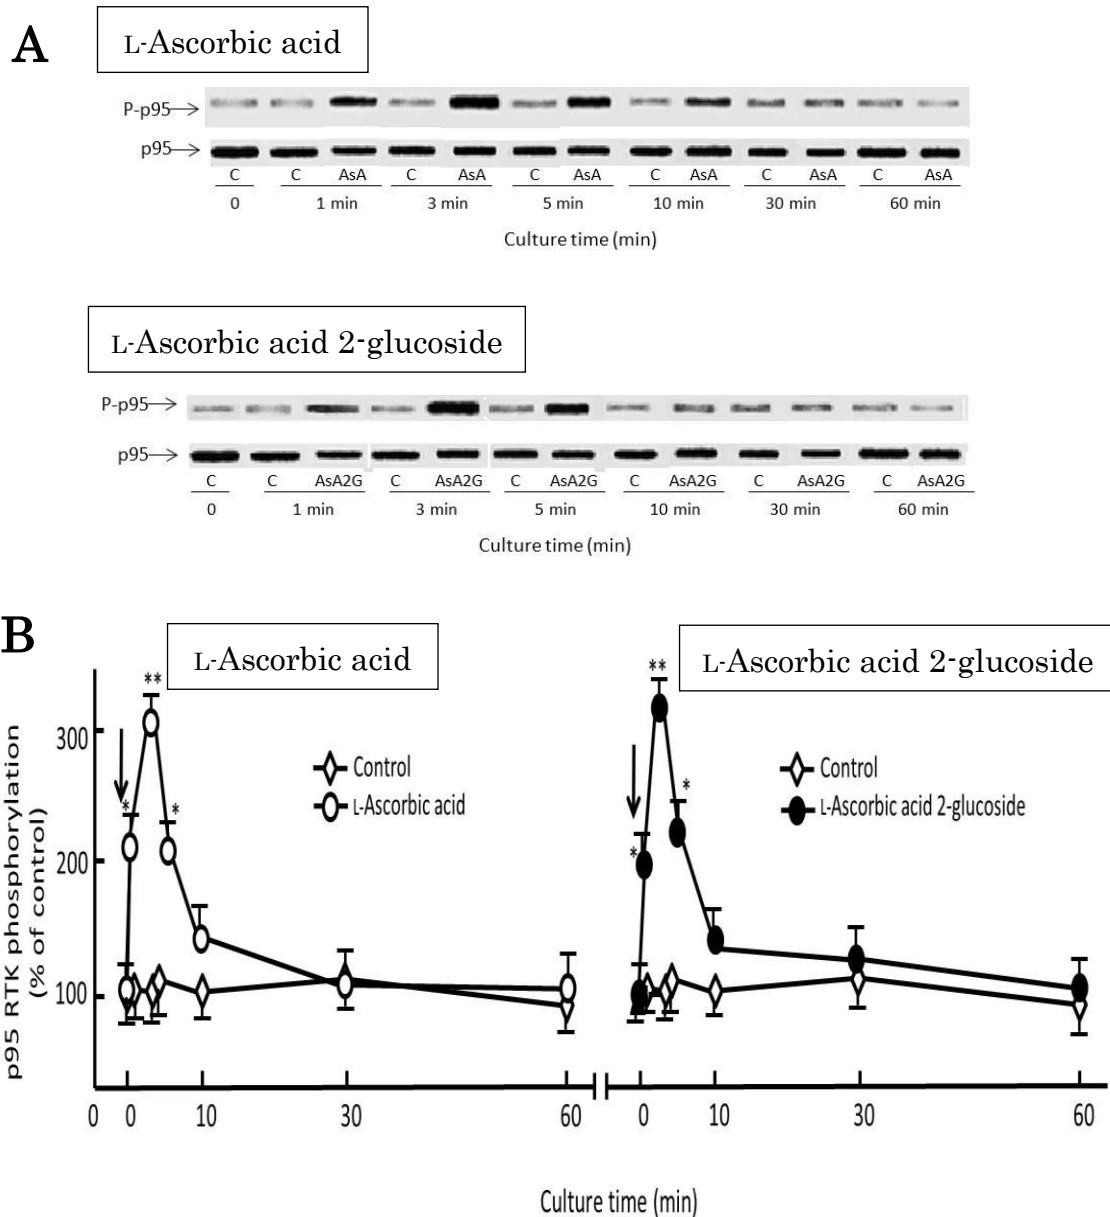 A
L-Ascorbic acid
P-p95
p95
C C AsA C AsA C AsA C AsA C AsA C AsA
0 1 min 3 min 5 min 10 min 30 min 60 min
Culture time (min)
L-Ascorbic acid 2-glucoside
P-p95
p95
C C AsA2G C AsA2G C AsA2G C AsA2G C AsA2G C AsA2G
0 1 min 3 min 5 min 10 min 30 min 60 min
Culture time (min)
B
L-Ascorbic acid
L-Ascorbic acid 2-glucoside
p95 RTK phosphorylation
(% of control)
300
200
100
**
*
*
Control
L-Ascorbic acid
**
*
*
Control
L-Ascorbic acid 2-glucoside
0 0 10 30 60 0 10 30 60
Culture time (min)